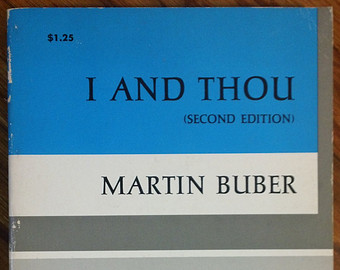 $1.25
I AND THOU
(SECOND EDITION)
MARTIN BUBER